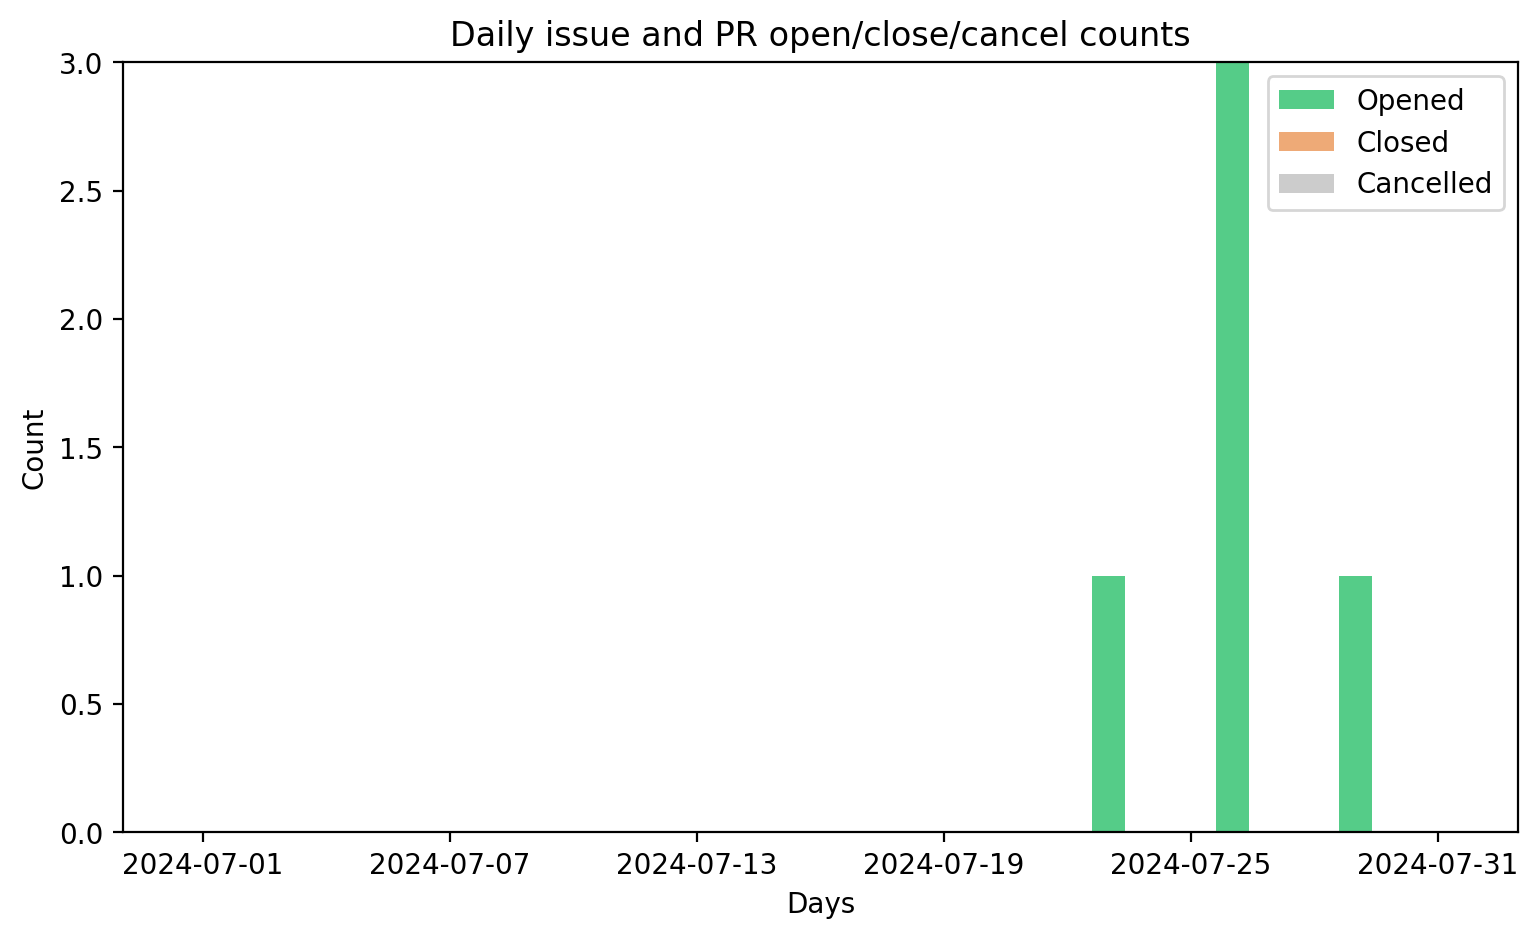 Daily issue and PR open/close/cancel counts
3.0
2.5
2.0
1.5
1.0
0.5
0.0
Count
Opened
Closed
Cancelled
2024-07-01 2024-07-07 2024-07-13 2024-07-19 2024-07-25 2024-07-31
Days